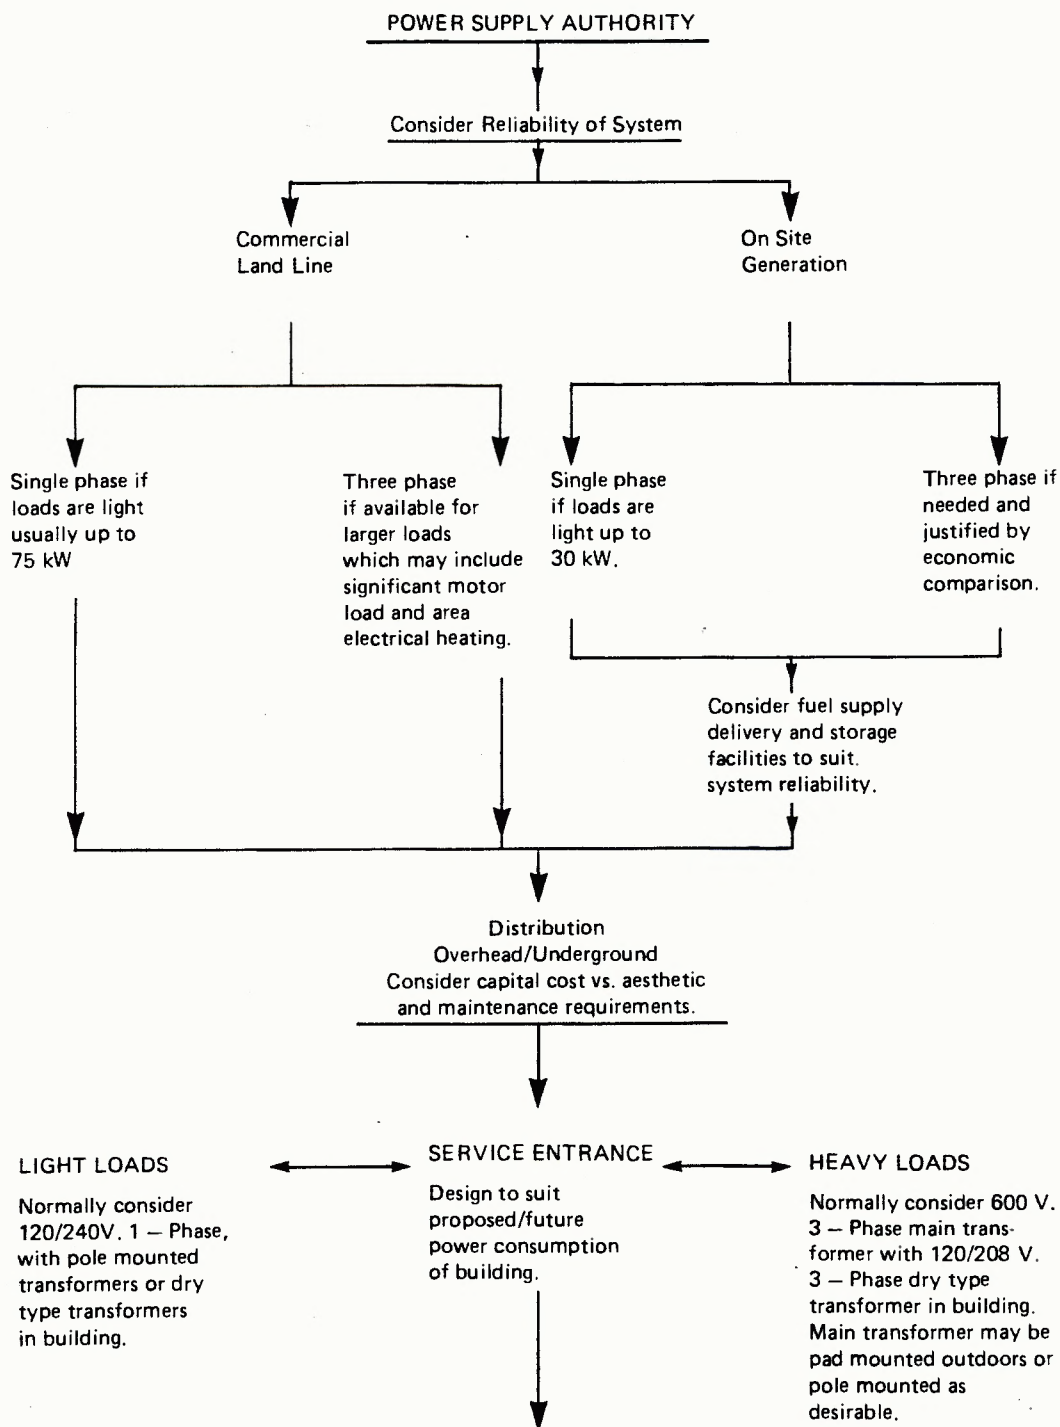 POWER SUPPLY AUTHORITY
Consider Reliability of System
Commercial
Land Line
On Site
Generation
Single phase if
loads are light
usually up to
75 kW
Three phase
if available for
larger loads
which may include
significant motor
load and area
electrical heating.
Single phase
if loads are
light up to
30 kW.
Three phase if
needed and
justified by
economic
comparison.
Consider fuel supply
delivery and storage
facilities to suit.
system reliability.
Distribution
Overhead/Underground
Consider capital cost vs. aesthetic
and maintenance requirements.
LIGHT LOADS
Normally consider
120/240V. 1 – Phase,
with pole mounted
transformers or dry
type transformers
in building.
SERVICE ENTRANCE
Design to suit
proposed/future
power consumption
of building.
HEAVY LOADS
Normally consider 600 V.
3 – Phase main trans-
former with 120/208 V.
3 – Phase dry type
transformer in building.
Main transformer may be
pad mounted outdoors or
pole mounted as
desirable.